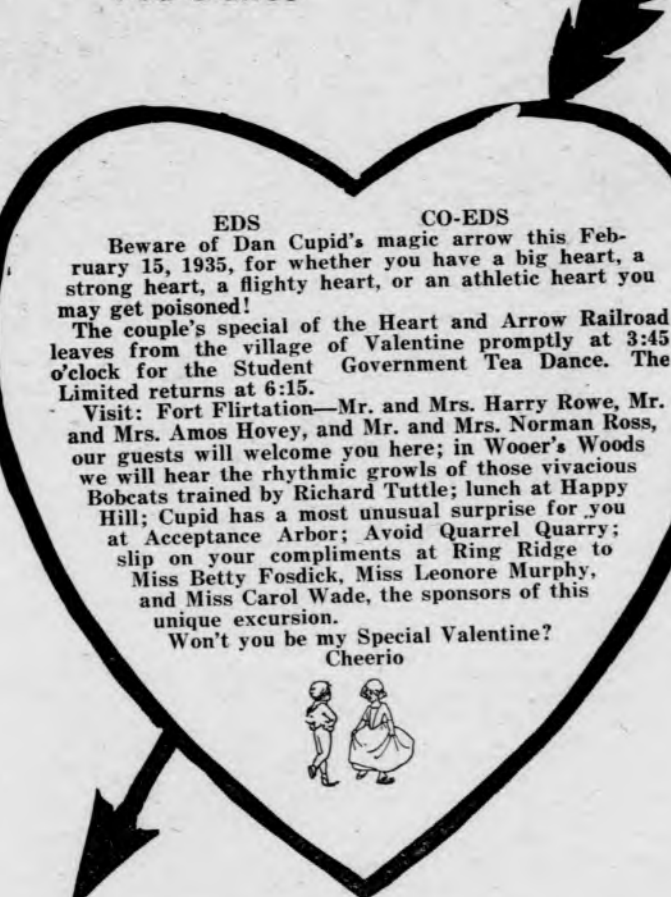 EDS CO-EDS
Beware of Dan Cupid's magic arrow this Feb-
ruary 15, 1935, for whether you have a big heart, a
strong heart, a flighty heart, or an athletic heart you
may get poisoned!
The couple's special of the Heart and Arrow Railroad
leaves from the village of Valentine promptly at 3:45
o'clock for the Student Government Tea Dance. The
Limited returns at 6:15.
Visit: Fort Flirtation—Mr. and Mrs. Harry Rowe, Mr.
and Mrs. Amos Hovey, and Mr. and Mrs. Norman Ross,
our guests will welcome you here; in Wooer's Woods
we will hear the rhythmic growls of those vivacious
Bobcats trained by Richard Tuttle; lunch at Happy
Hill; Cupid has a most unusual surprise for you
at Acceptance Arbor; Avoid Quarrel Quarry;
slip on your compliments at Ring Ridge to
Miss Betty Fosdick, Miss Leonore Murphy,
and Miss Carol Wade, the sponsors of this
unique excursion.
Won't you be my Special Valentine?
Cheerio